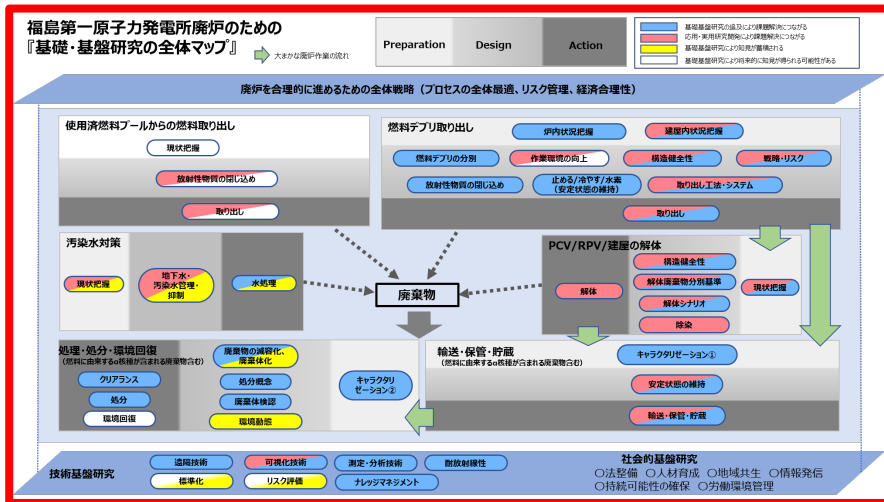 福島第一原子力発電所廃炉のための
『基礎・基盤研究の全体マップ』
大まかな廃炉作業の流れ
Preparation
Design
Action
基礎基盤研究の追及により課題解決につながる
応用・実用研究開発により課題解決につながる
基礎基盤研究により知見が蓄積される
基礎基盤研究により将来的に知見が得られる可能性がある
廃炉を合理的に進めるための全体戦略（プロセスの全体最適、リスク管理、経済合理性）
使用済燃料プールからの燃料取り出し
現状把握
放射性物質の閉じ込め
取り出し
燃料デブリ取り出し
炉内状況把握
建屋内状況把握
燃料デブリの分別
作業環境の向上
構造健全性
戦略・リスク
放射性物質の閉じ込め
止める/冷やす/水素
(安定状態の維持)
取り出し工法・システム
取り出し
汚染水対策
現状把握
地下水・
汚染水管理・
抑制
水処理
廃棄物
PCV/RPV/建屋の解体
解体
構造健全性
解体廃棄物分別基準
解体シナリオ
除染
現状把握
処理・処分・環境回復
(燃料に由来するα核種が含まれる廃棄物含む)
クリアランス
処分
環境回復
廃棄物の減容化、
廃棄体化
処分概念
廃棄体検認
環境動態
キャラクタリ
ゼーション②
輸送・保管・貯蔵
(燃料に由来するα核種が含まれる廃棄物含む)
キャラクタリゼーション①
安定状態の維持
輸送・保管・貯蔵
技術基盤研究
遠隔技術
可視化技術
測定・分析技術
耐放射線性
標準化
リスク評価
ナレッジマネジメント
社会的基盤研究
○法整備 ○人材育成 ○地域共生 ○情報発信
○持続可能性の確保 ○労働環境管理